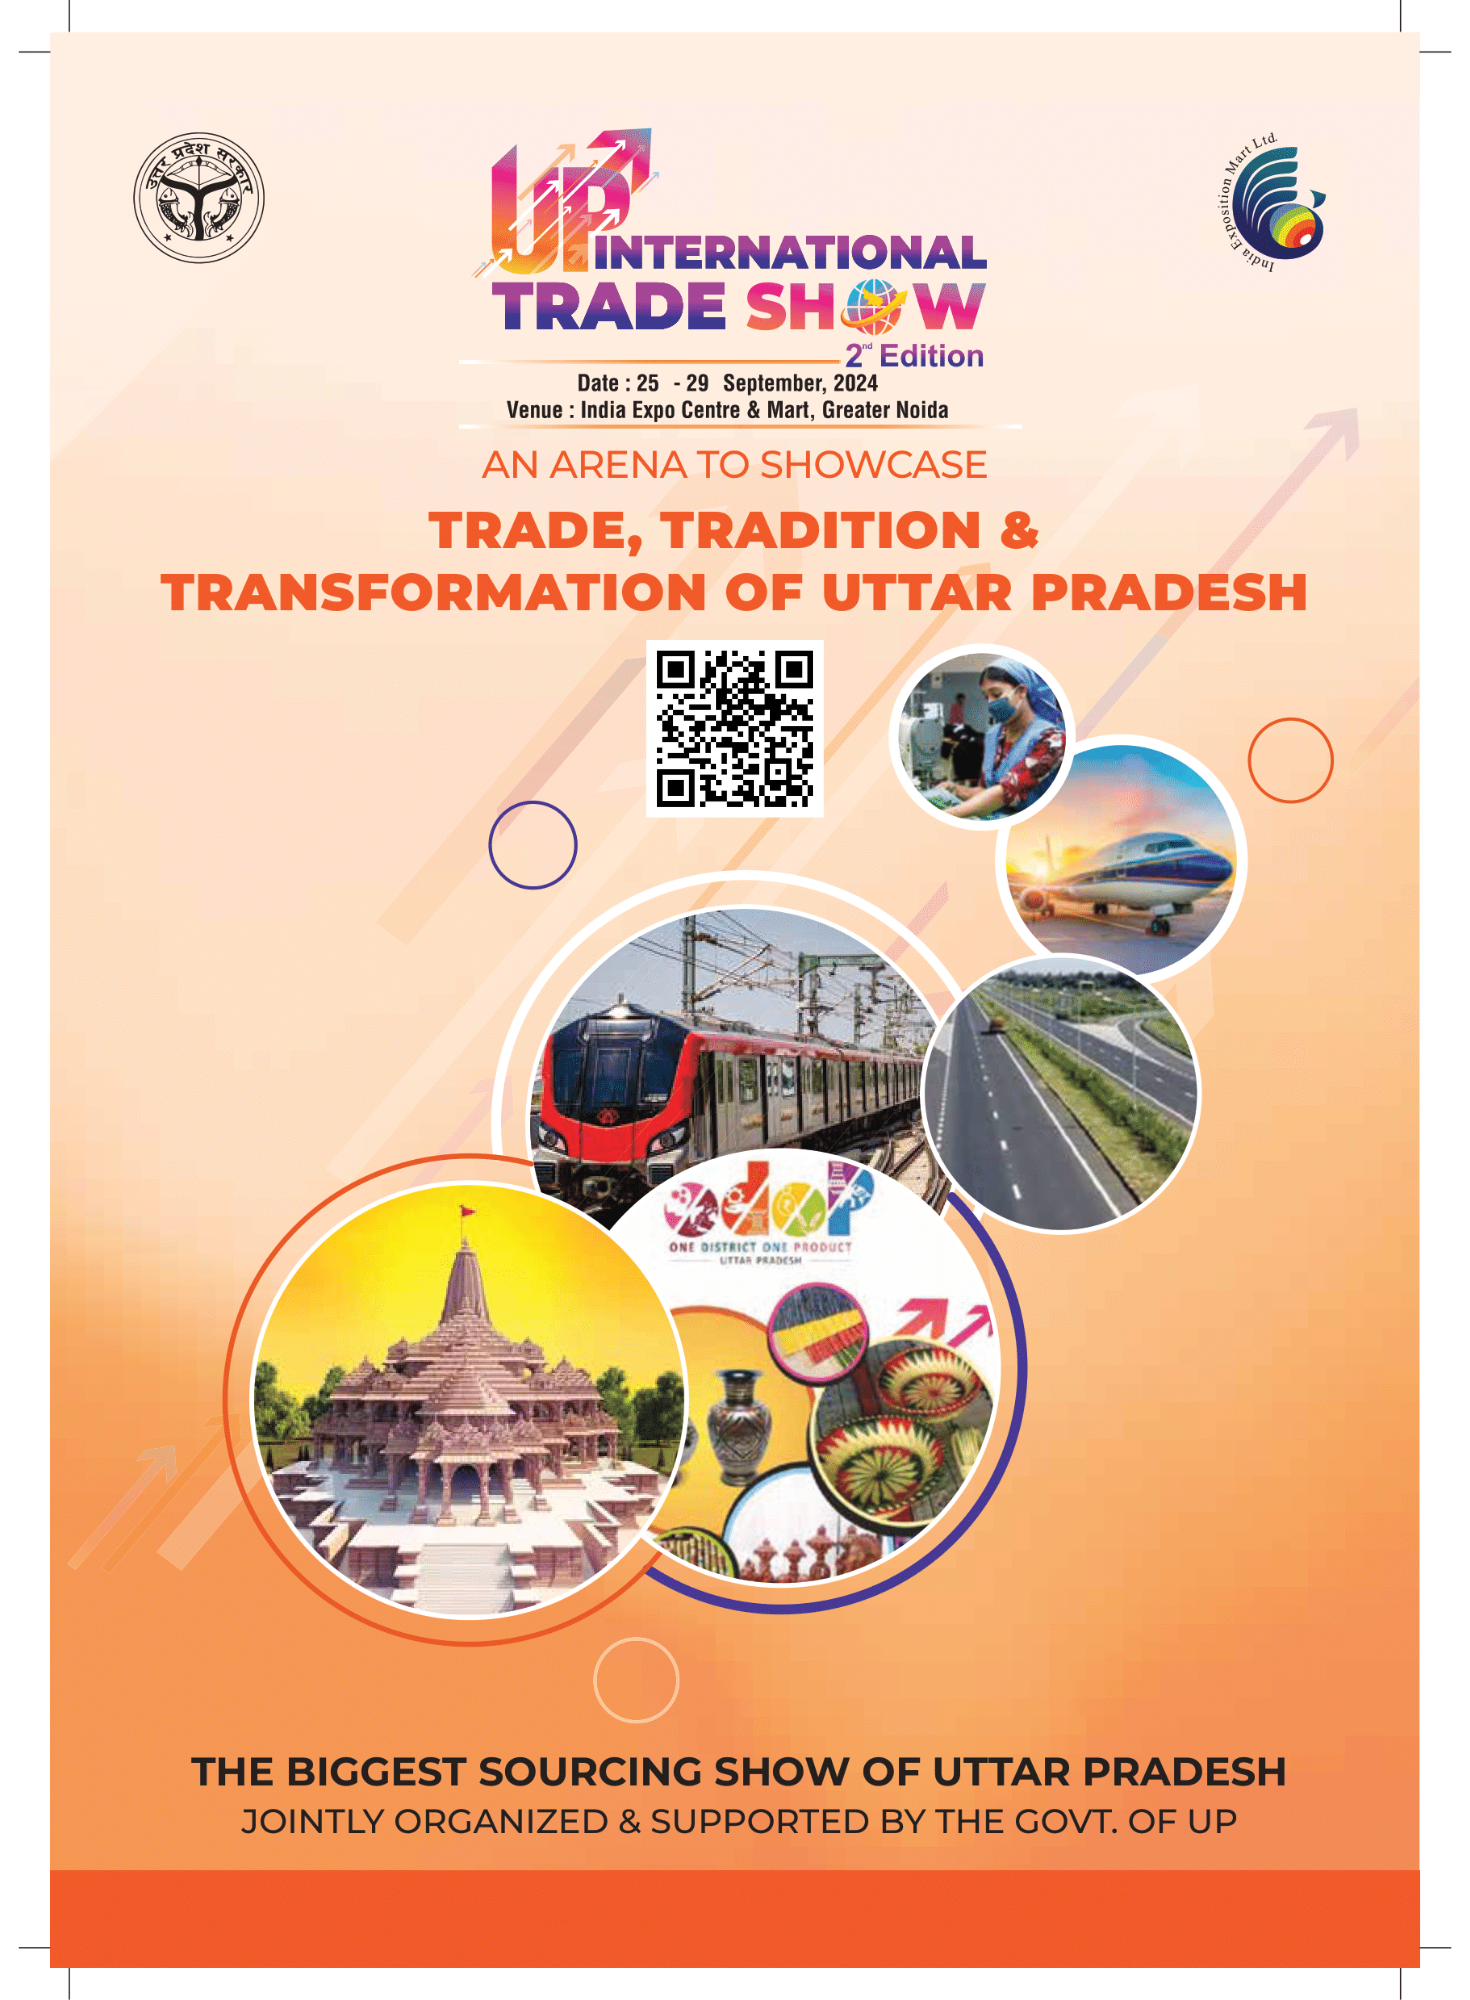 उत्तर प्रदेश सरकार
India Exposition Mart Ltd.
UP
INTERNATIONAL
TRADE SHOW
2nd Edition
Date : 25 - 29 September, 2024
Venue : India Expo Centre & Mart, Greater Noida
AN ARENA TO SHOWCASE
TRADE, TRADITION &
TRANSFORMATION OF UTTAR PRADESH
odop
ONE DISTRICT ONE PRODUCT
UTTAR PRADESH
THE BIGGEST SOURCING SHOW OF UTTAR PRADESH
JOINTLY ORGANIZED & SUPPORTED BY THE GOVT. OF UP